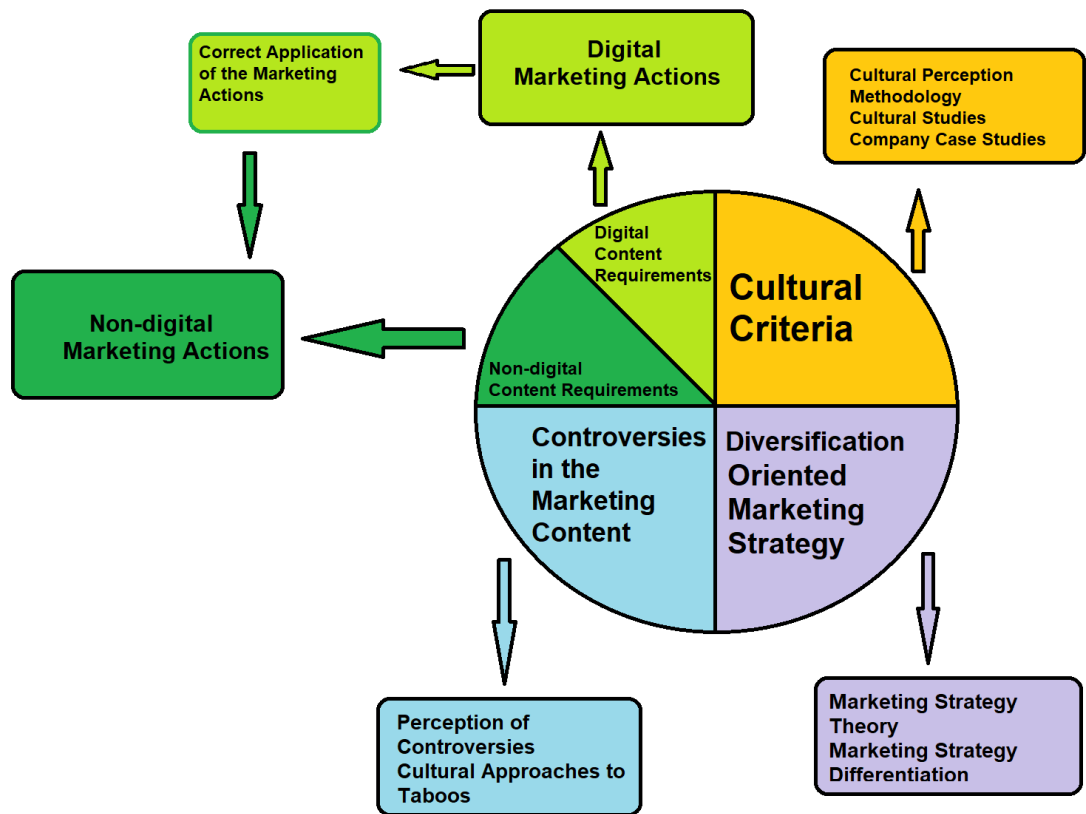 Correct Application
of the Marketing
Actions
Digital
Marketing Actions
Cultural Perception
Methodology
Cultural Studies
Company Case Studies
Non-digital
Marketing Actions
Digital
Content
Requirements
Non-digital
Content Requirements
Cultural
Criteria
Controversies
in the
Marketing
Content
Diversification
Oriented
Marketing
Strategy
Perception of
Controversies
Cultural Approaches to
Taboos
Marketing Strategy
Theory
Marketing Strategy
Differentiation